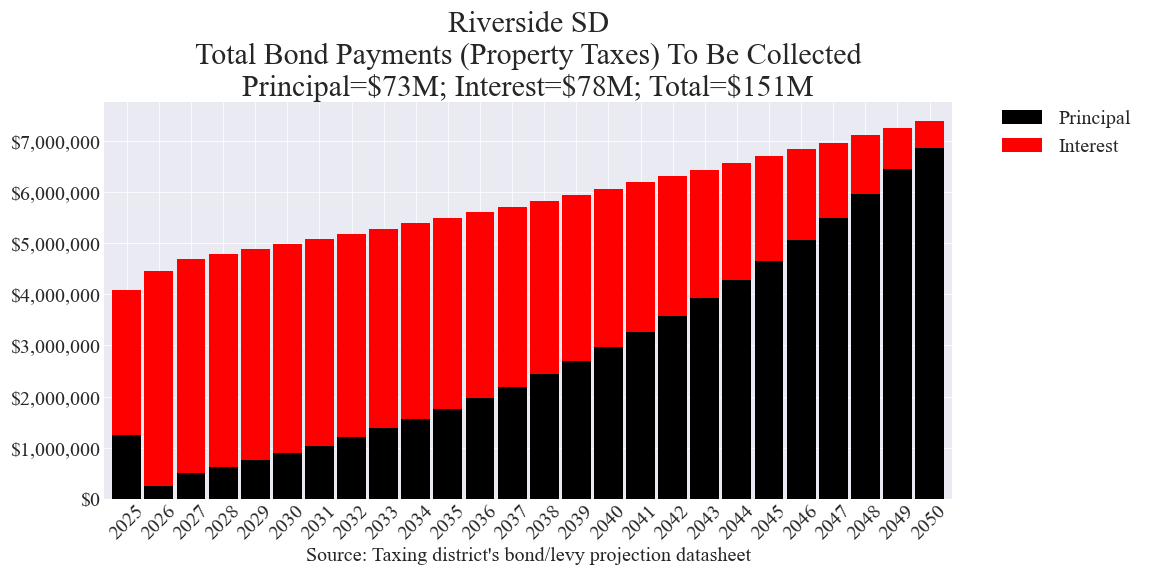 Riverside SD
Total Bond Payments (Property Taxes) To Be Collected
Principal=$73M; Interest=$78M; Total=$151M
Principal
Interest
$7,000,000
$6,000,000
$5,000,000
$4,000,000
$3,000,000
$2,000,000
$1,000,000
$0
2025 2026 2027 2028 2029 2030 2031 2032 2033 2034 2035 2036 2037 2038 2039 2040 2041 2042 2043 2044 2045 2046 2047 2048 2049 2050
Source: Taxing district's bond/levy projection datasheet